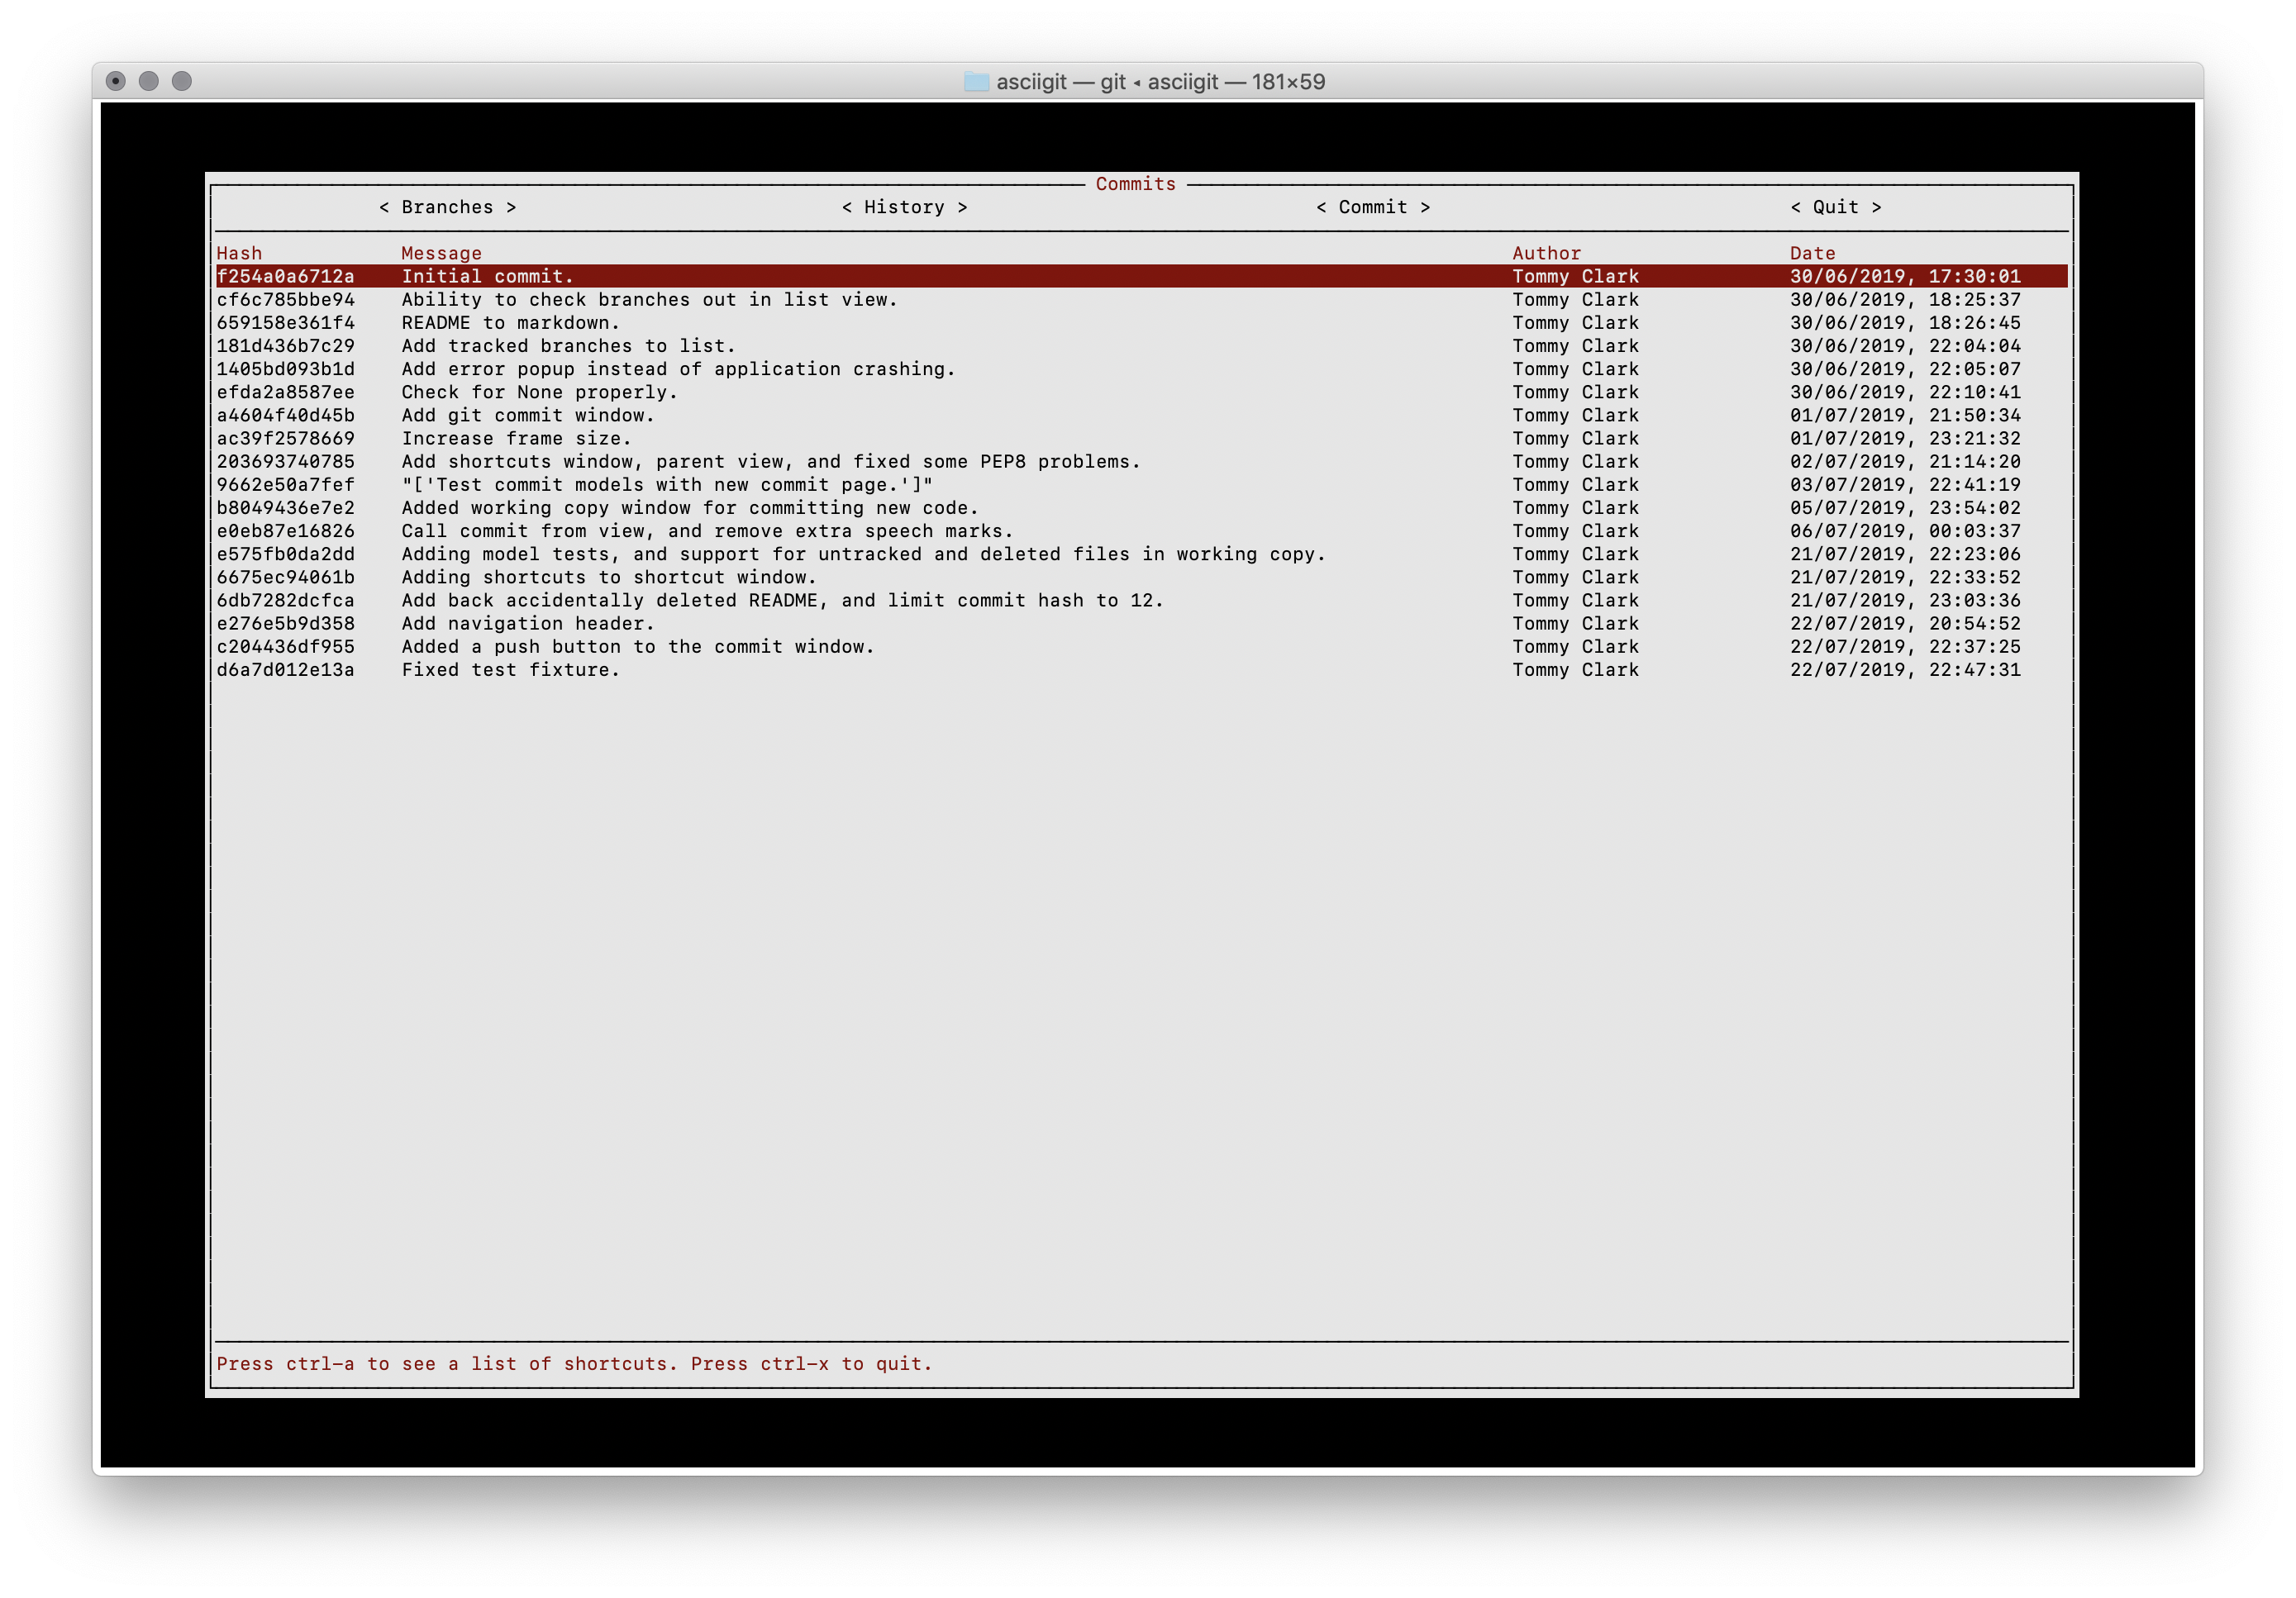 asciigit — git ◂ asciigit — 181×59
Commits
< Branches > < History > < Commit > < Quit >
Hash Message Author Date
f254a0a6712a Initial commit. Tommy Clark 30/06/2019, 17:30:01
cf6c785bbe94 Ability to check branches out in list view. Tommy Clark 30/06/2019, 18:25:37
659158e361f4 README to markdown. Tommy Clark 30/06/2019, 18:26:45
181d436b7c29 Add tracked branches to list. Tommy Clark 30/06/2019, 22:04:04
1405bd093b1d Add error popup instead of application crashing. Tommy Clark 30/06/2019, 22:05:07
efda2a8587ee Check for None properly. Tommy Clark 30/06/2019, 22:10:41
a4604f40d45b Add git commit window. Tommy Clark 01/07/2019, 21:50:34
ac39f2578669 Increase frame size. Tommy Clark 01/07/2019, 23:21:32
203693740785 Add shortcuts window, parent view, and fixed some PEP8 problems. Tommy Clark 02/07/2019, 21:14:20
9662e50a7fef "['Test commit models with new commit page.']" Tommy Clark 03/07/2019, 22:41:19
b8049436e7e2 Added working copy window for committing new code. Tommy Clark 05/07/2019, 23:54:02
e0eb87e16826 Call commit from view, and remove extra speech marks. Tommy Clark 06/07/2019, 00:03:37
e575fb0da2dd Adding model tests, and support for untracked and deleted files in working copy. Tommy Clark 21/07/2019, 22:23:06
6675ec94061b Adding shortcuts to shortcut window. Tommy Clark 21/07/2019, 22:33:52
6db7282dcfca Add back accidentally deleted README, and limit commit hash to 12. Tommy Clark 21/07/2019, 23:03:36
e276e5b9d358 Add navigation header. Tommy Clark 22/07/2019, 20:54:52
c204436df955 Added a push button to the commit window. Tommy Clark 22/07/2019, 22:37:25
d6a7d012e13a Fixed test fixture. Tommy Clark 22/07/2019, 22:47:31
Press ctrl-a to see a list of shortcuts. Press ctrl-x to quit.